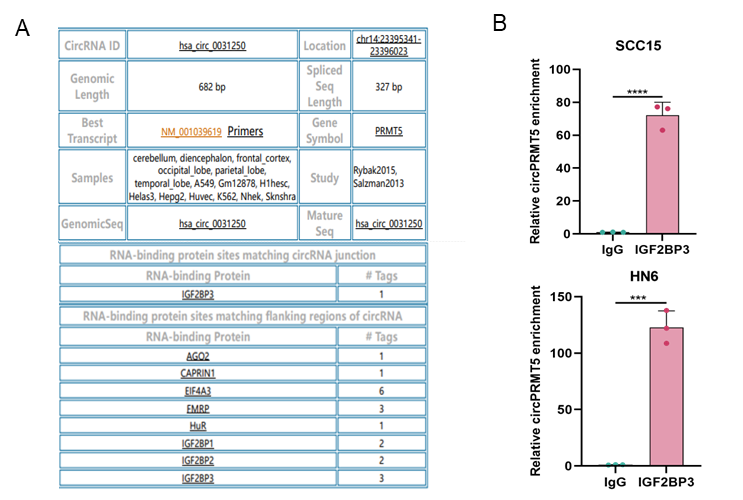 A
CircRNA ID hsa_circ_0031250 Location chr14:23395341-23396023
Genomic Length 682 bp Spliced Seq Length 327 bp
Best Transcript NM_001039619 Primers Gene Symbol PRMT5
Samples cerebellum, diencephalon, frontal_cortex, occipital_lobe, parietal_lobe, temporal_lobe, A549, Gm12878, H1hesc, Helas3, Hepg2, Huvec, K562, Nhek, Sknshra Study Rybak2015, Salzman2013
GenomicSeq hsa_circ_0031250 Mature Seq hsa_circ_0031250
RNA-binding protein sites matching circRNA junction
RNA-binding Protein # Tags
IGF2BP3 1
RNA-binding protein sites matching flanking regions of circRNA
RNA-binding Protein # Tags
AGO2 1
CAPRIN1 1
EIF4A3 6
FMRP 3
HuR 1
IGF2BP1 2
IGF2BP2 2
IGF2BP3 3
B
SCC15
Relative circPRMT5 enrichment
100
80
60
40
20
0
****
IgG IGF2BP3
HN6
Relative circPRMT5 enrichment
150
100
50
0
***
IgG IGF2BP3